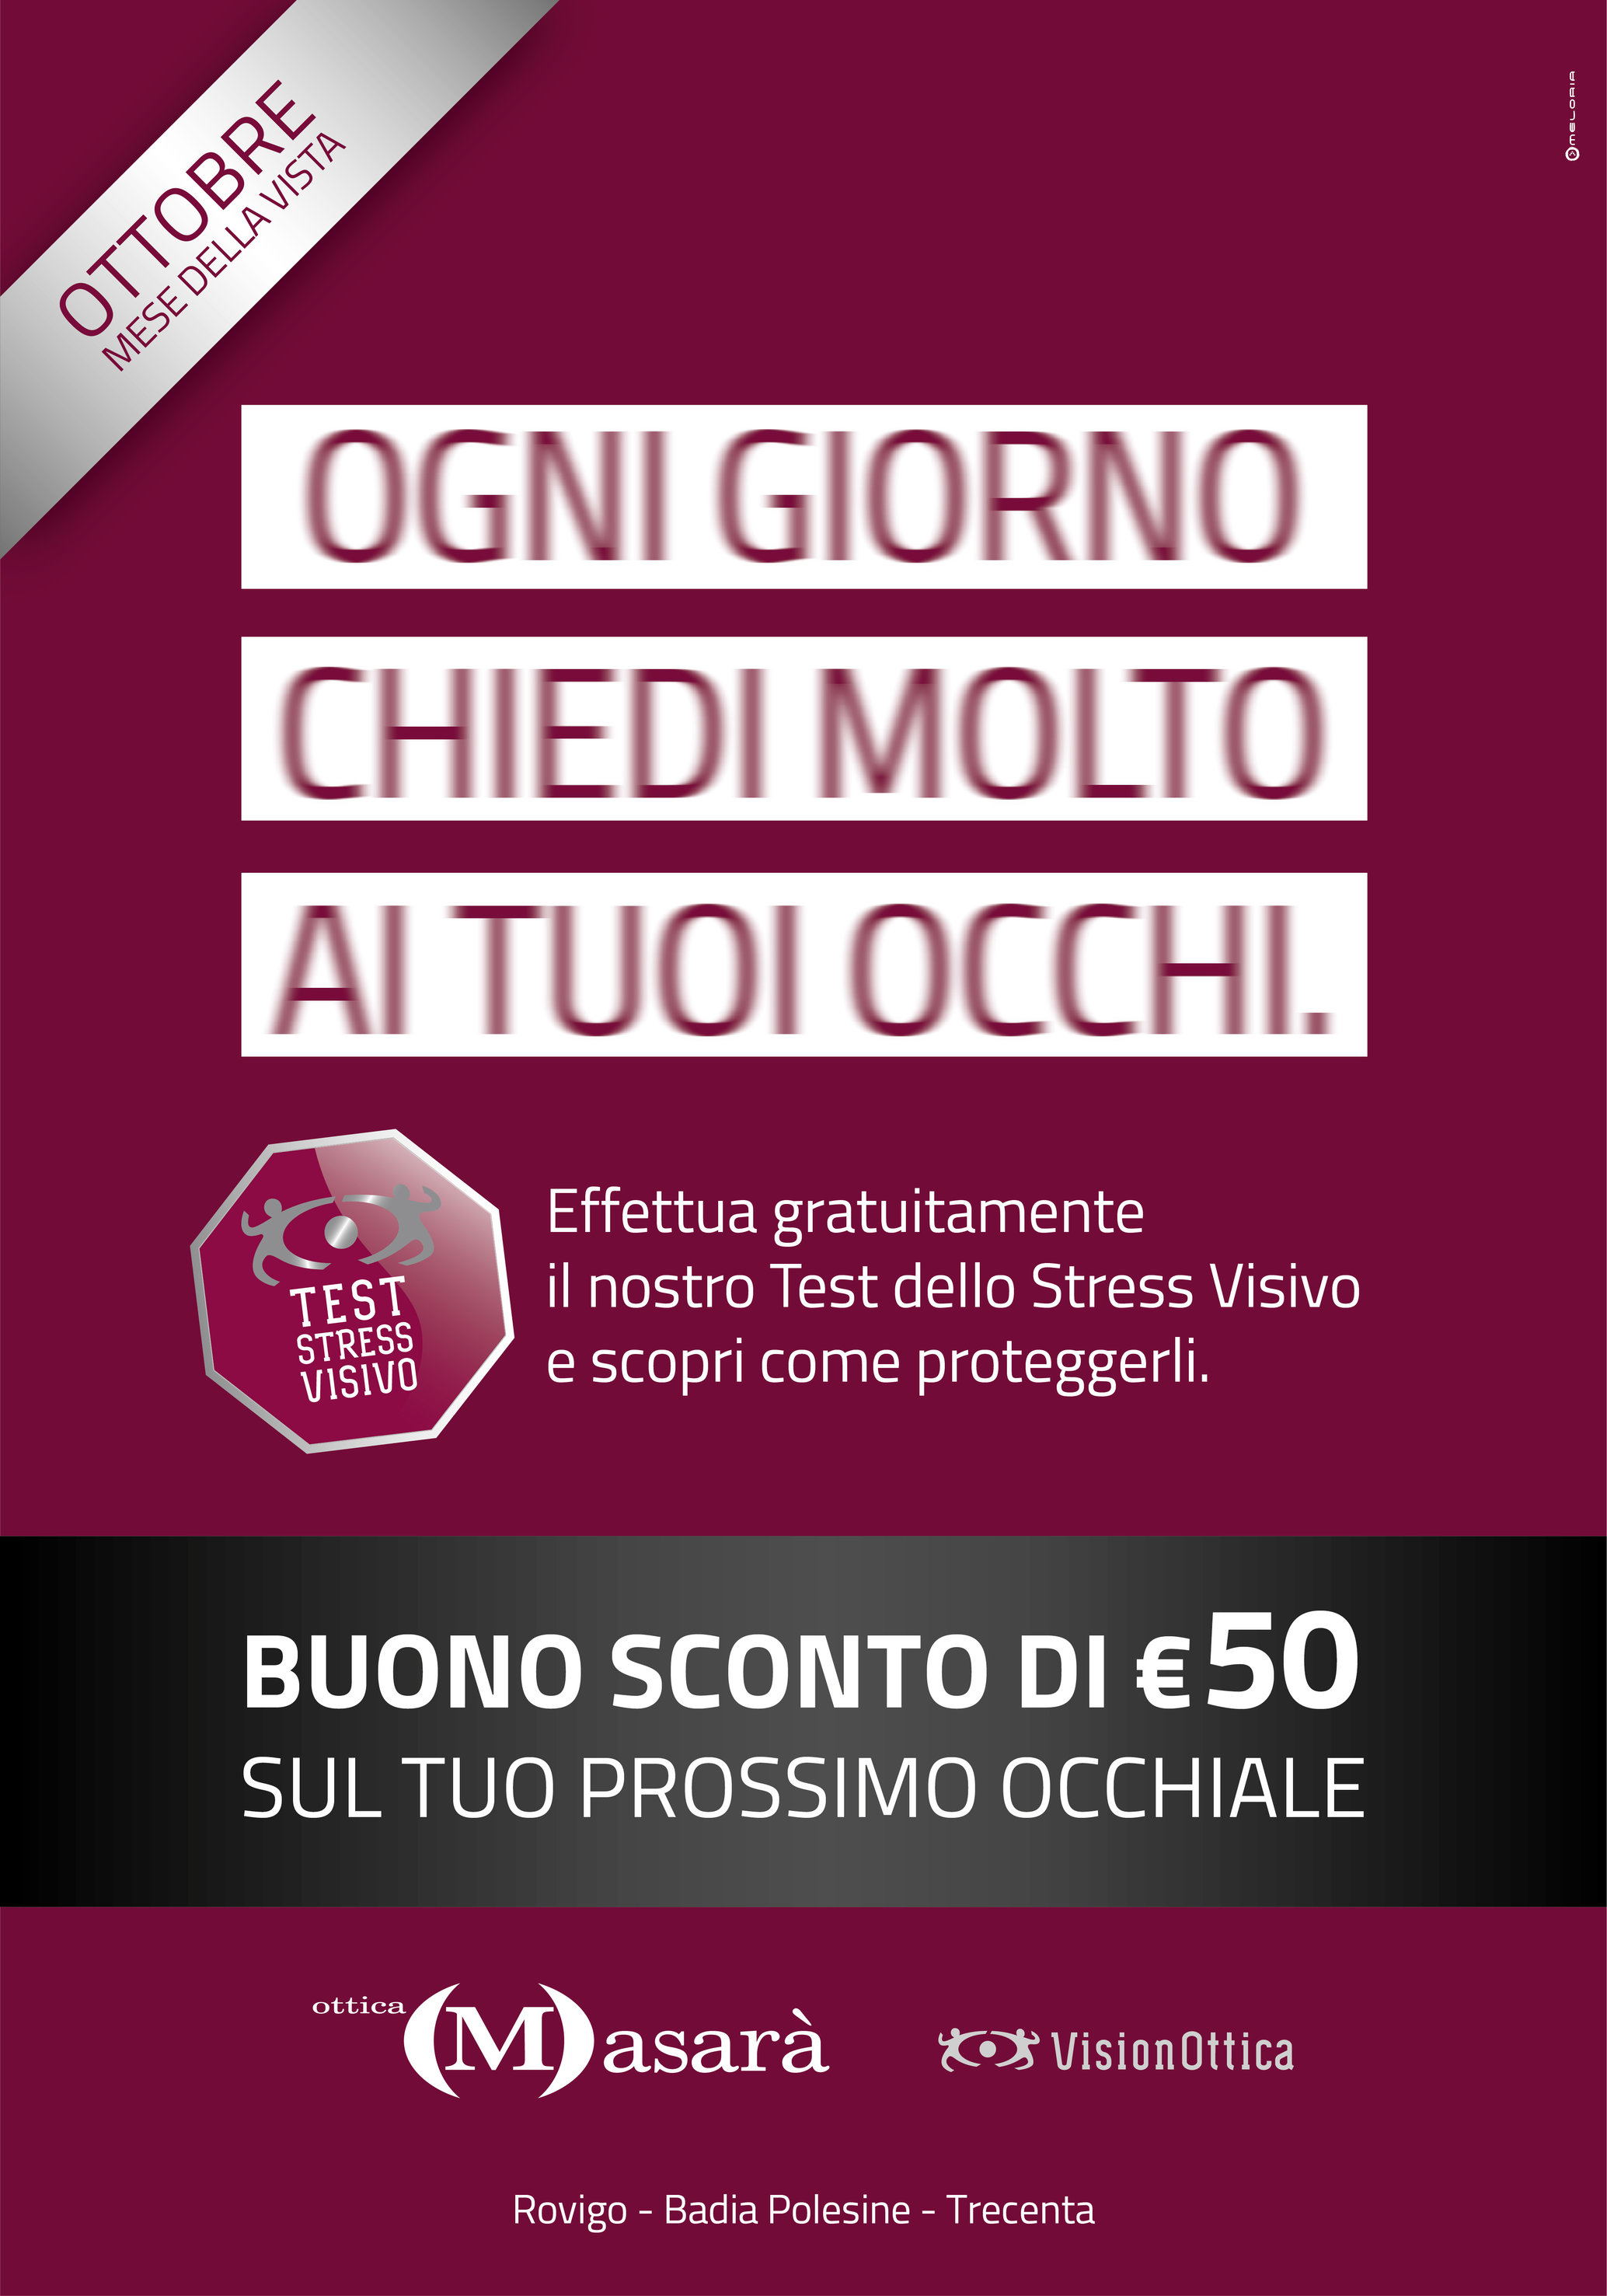 OTTOBRE
MESE DELLA VISTA
MELORIA
OGNI GIORNO
CHIEDI MOLTO
AI TUOI OCCHI.
TEST
STRESS
VISIVO
Effettua gratuitamente
il nostro Test dello Stress Visivo
e scopri come proteggerli.
BUONO SCONTO DI €50
SUL TUO PROSSIMO OCCHIALE
ottica Masarà
VisionOttica
Rovigo - Badia Polesine - Trecenta